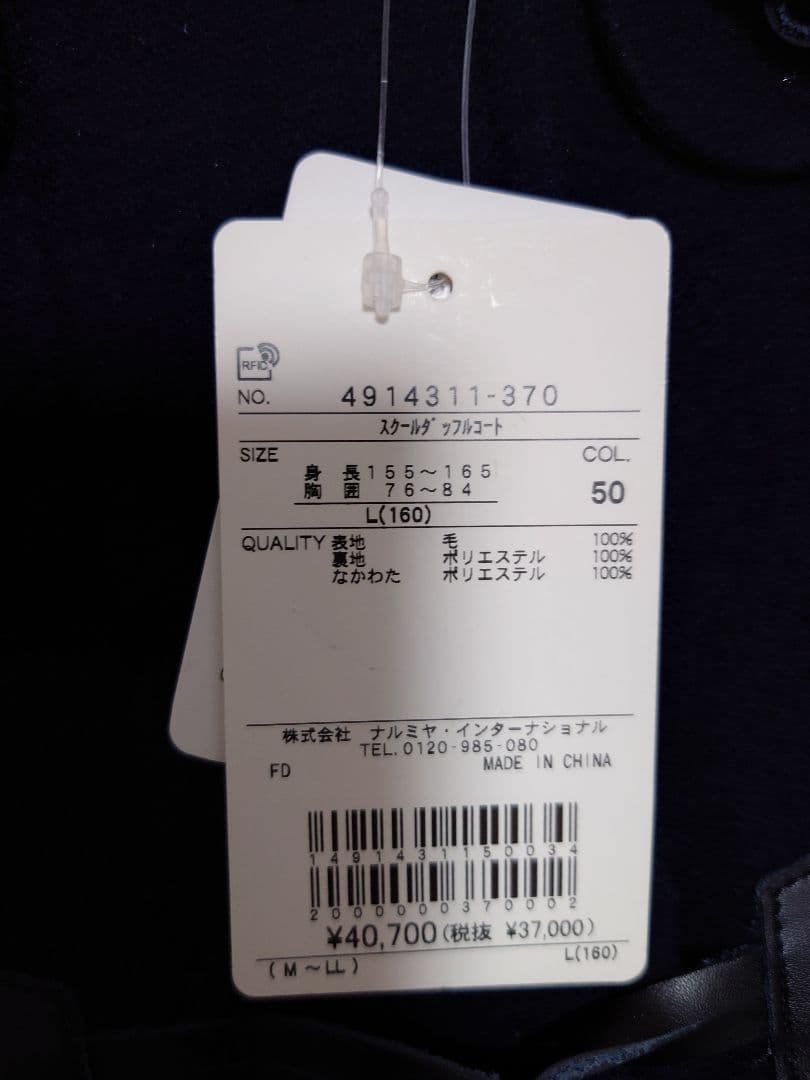 RFID
NO. 4914311-370
ｽｸｰﾙﾀﾞｯﾌﾙｺｰﾄ
SIZE COL.
身長 155～165
胸囲 76～84 50
L(160)
QUALITY 表地 毛 100%
裏地 ポリエステル 100%
なかわた ポリエステル 100%
株式会社 ナルミヤ・インターナショナル
TEL.0120-985-080
FD MADE IN CHINA
1491431150034
2000000370002
¥40,700(税抜 ¥37,000)
(M～LL) L(160)